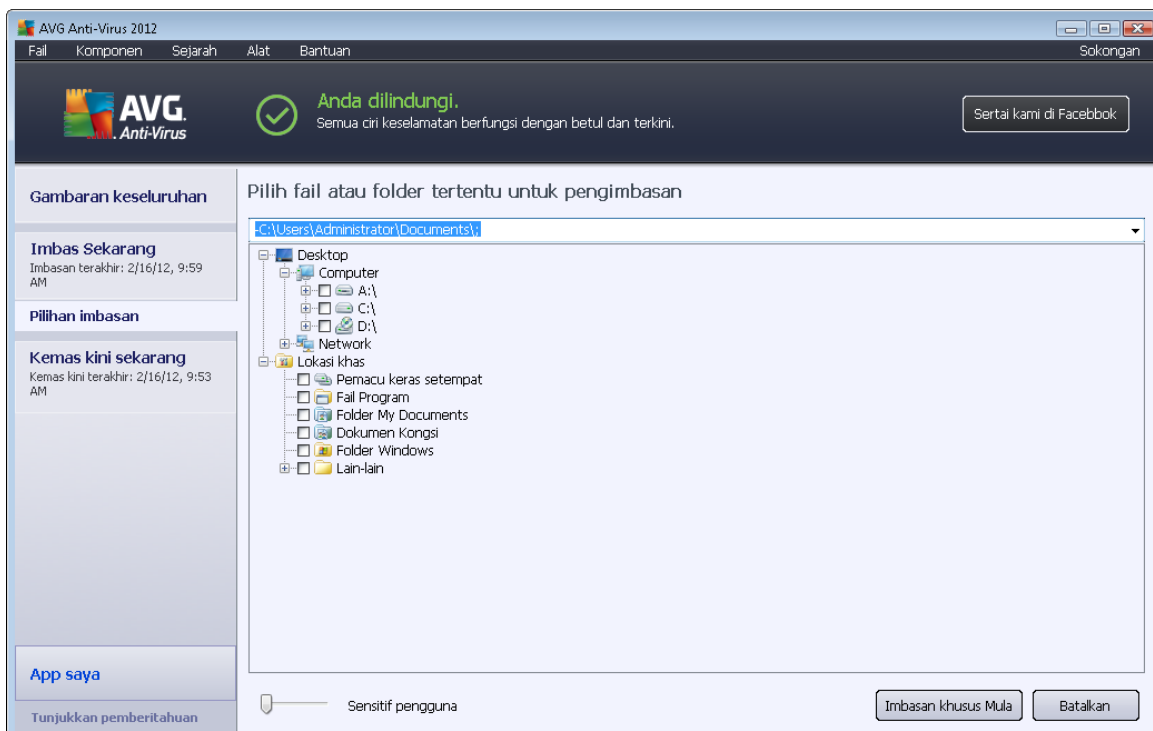 AVG Anti-Virus 2012
Fail Komponen Sejarah Alat Bantuan Sokongan
AVG.
Anti-Virus
Anda dilindungi.
Semua ciri keselamatan berfungsi dengan betul dan terkini.
Sertai kami di Facebbok
Gambaran keseluruhan
Imbas Sekarang
Imbasan terakhir: 2/16/12, 9:59
AM
Pilihan imbasan
Kemas kini sekarang
Kemas kini terakhir: 2/16/12, 9:53
AM
App saya
Tunjukkan pemberitahuan
Pilih fail atau folder tertentu untuk pengimbasan
-C:\Users\Administrator\Documents\;
Desktop
Computer
A:\
C:\
D:\
Network
Lokasi khas
Pemacu keras setempat
Fail Program
Folder My Documents
Dokumen Kongsi
Folder Windows
Lain-lain
Sensitif pengguna
Imbasan khusus Mula
Batalkan